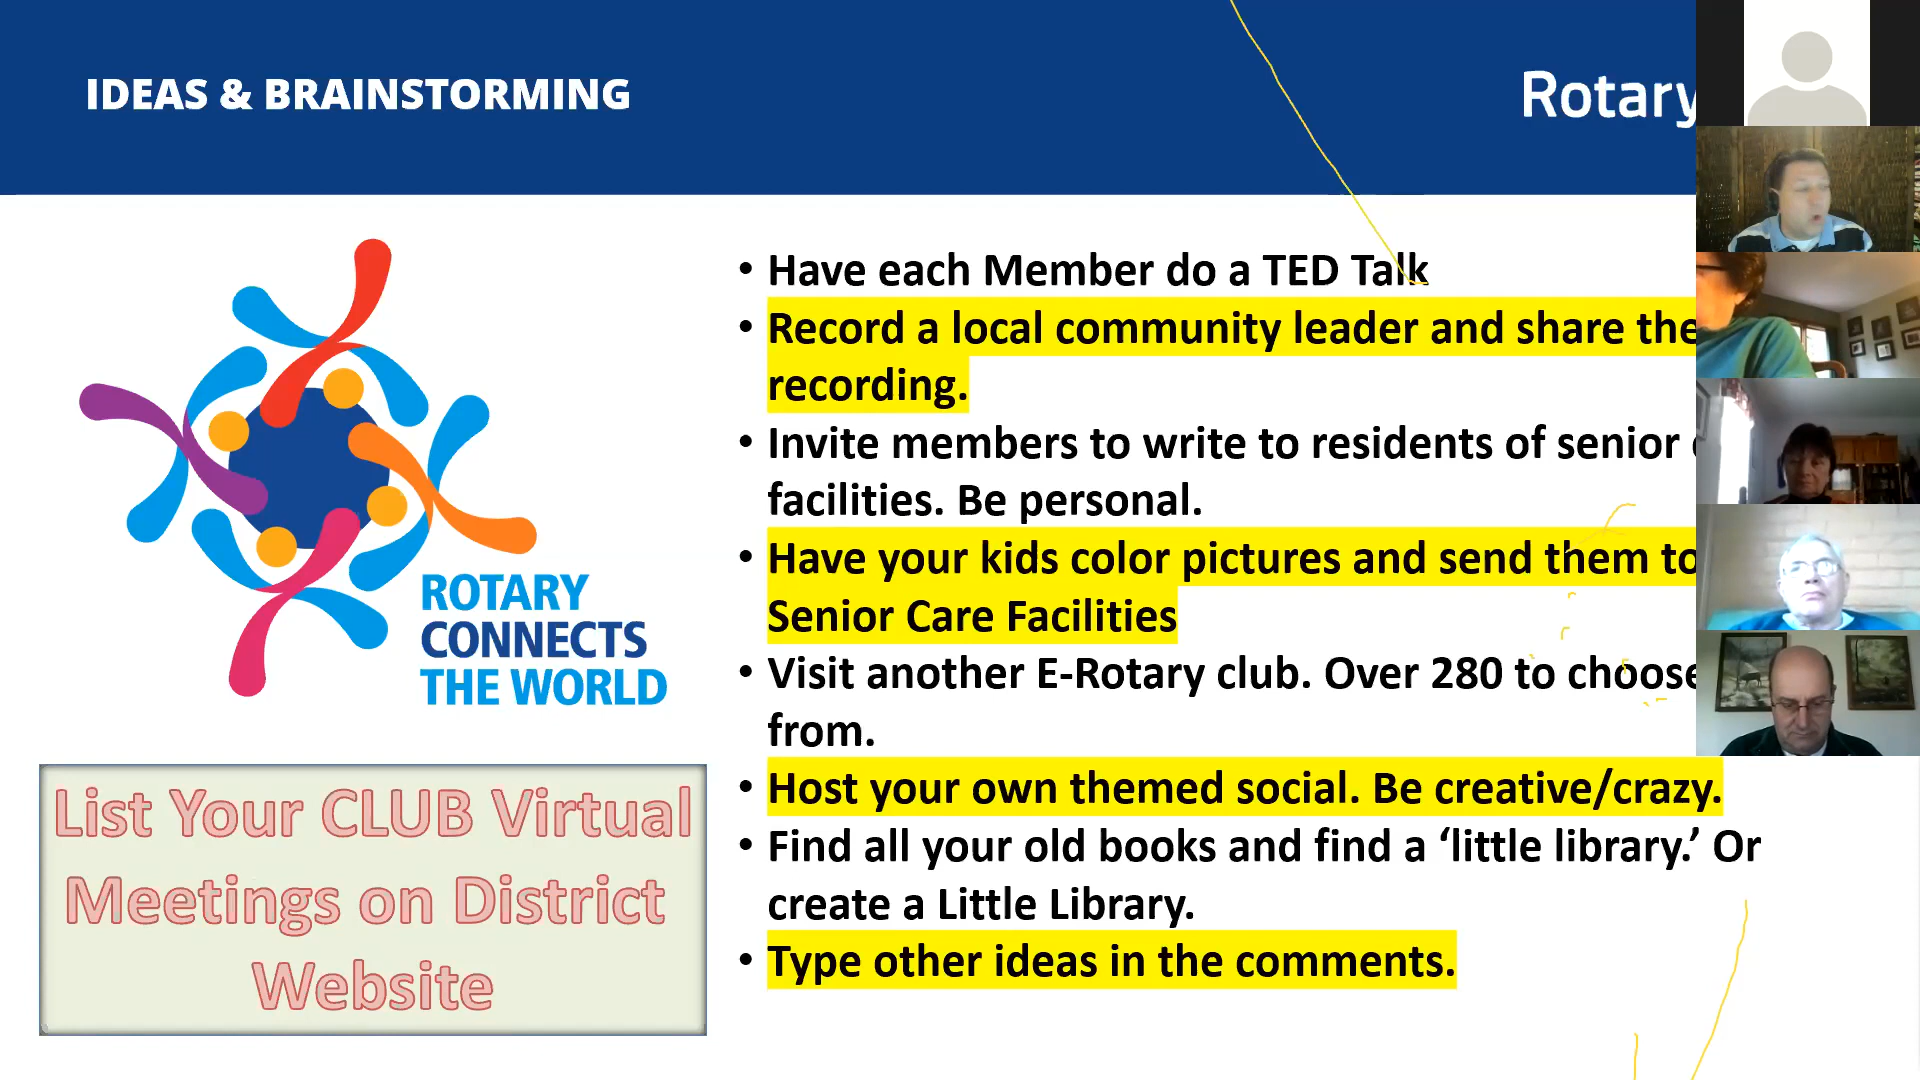 IDEAS & BRAINSTORMING
Rotary
• Have each Member do a TED Talk
• Record a local community leader and share the
recording.
• Invite members to write to residents of senior
facilities. Be personal.
• Have your kids color pictures and send them to
Senior Care Facilities
• Visit another E-Rotary club. Over 280 to choose
from.
• Host your own themed social. Be creative/crazy.
• Find all your old books and find a ‘little library.’ Or
create a Little Library.
• Type other ideas in the comments.
ROTARY
CONNECTS
THE WORLD
List Your CLUB Virtual
Meetings on District
Website